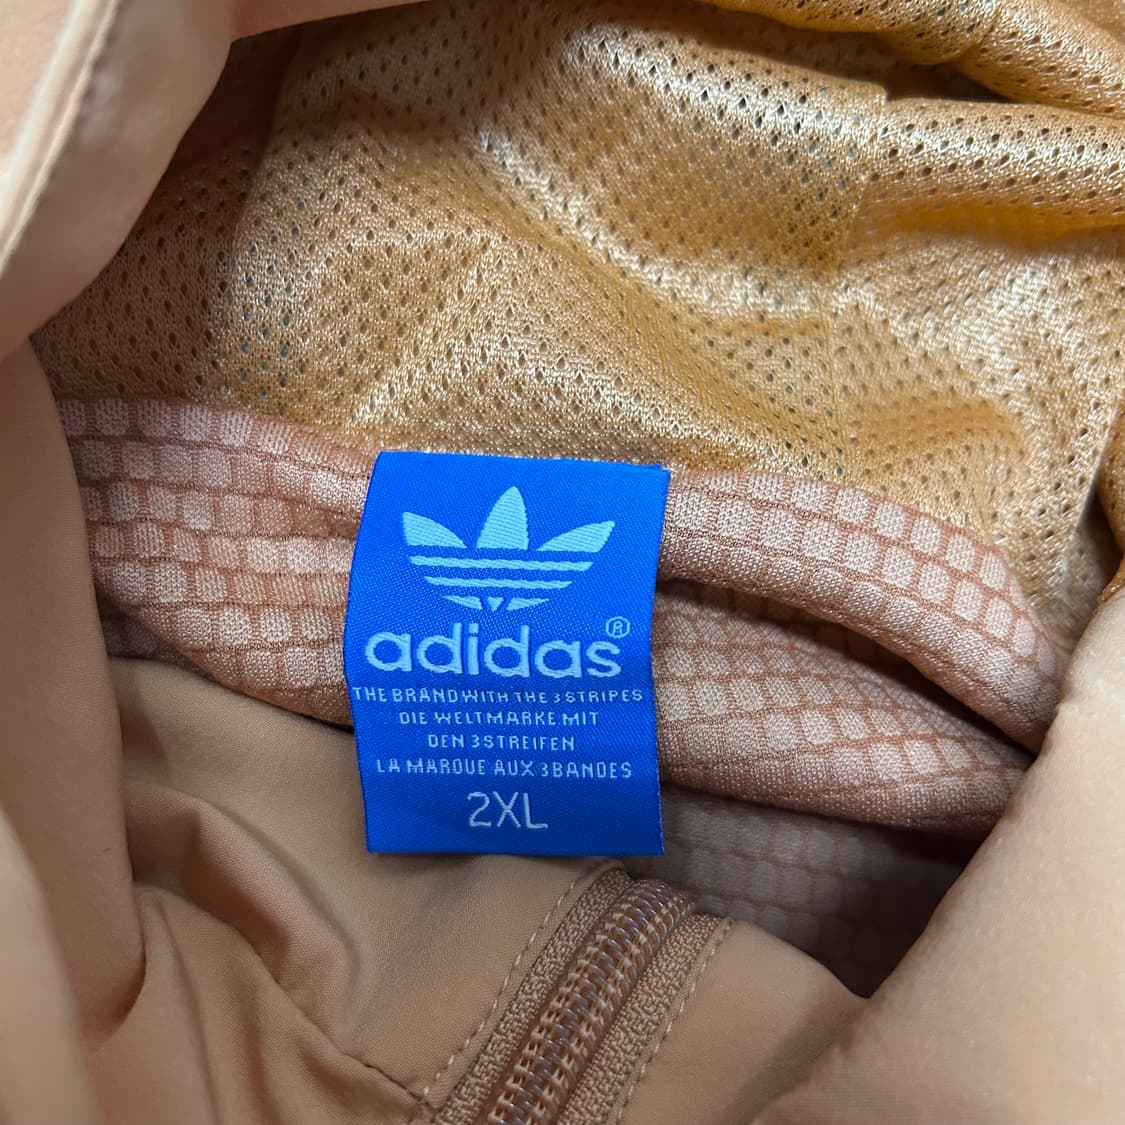 adidas®
THE BRAND WITH THE 3 STRIPES
DIE WELTMARKE MIT
DEN 3 STREIFEN
LA MARQUE AUX 3 BANDES
2XL